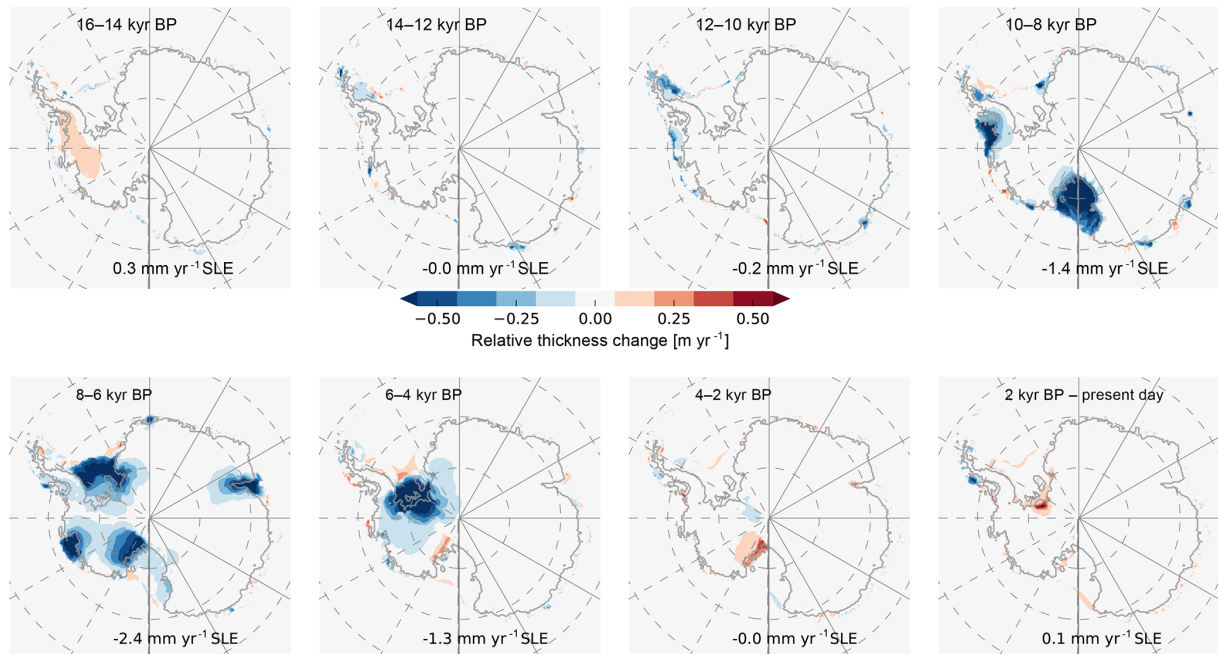 16–14 kyr BP
14–12 kyr BP
12–10 kyr BP
10–8 kyr BP
0.3 mm yr⁻¹ SLE
-0.0 mm yr⁻¹ SLE
-0.2 mm yr⁻¹ SLE
-1.4 mm yr⁻¹ SLE
−0.50 −0.25 0.00 0.25 0.50
Relative thickness change [m yr⁻¹]
8–6 kyr BP
6–4 kyr BP
4–2 kyr BP
2 kyr BP – present day
-2.4 mm yr⁻¹ SLE
-1.3 mm yr⁻¹ SLE
-0.0 mm yr⁻¹ SLE
0.1 mm yr⁻¹ SLE